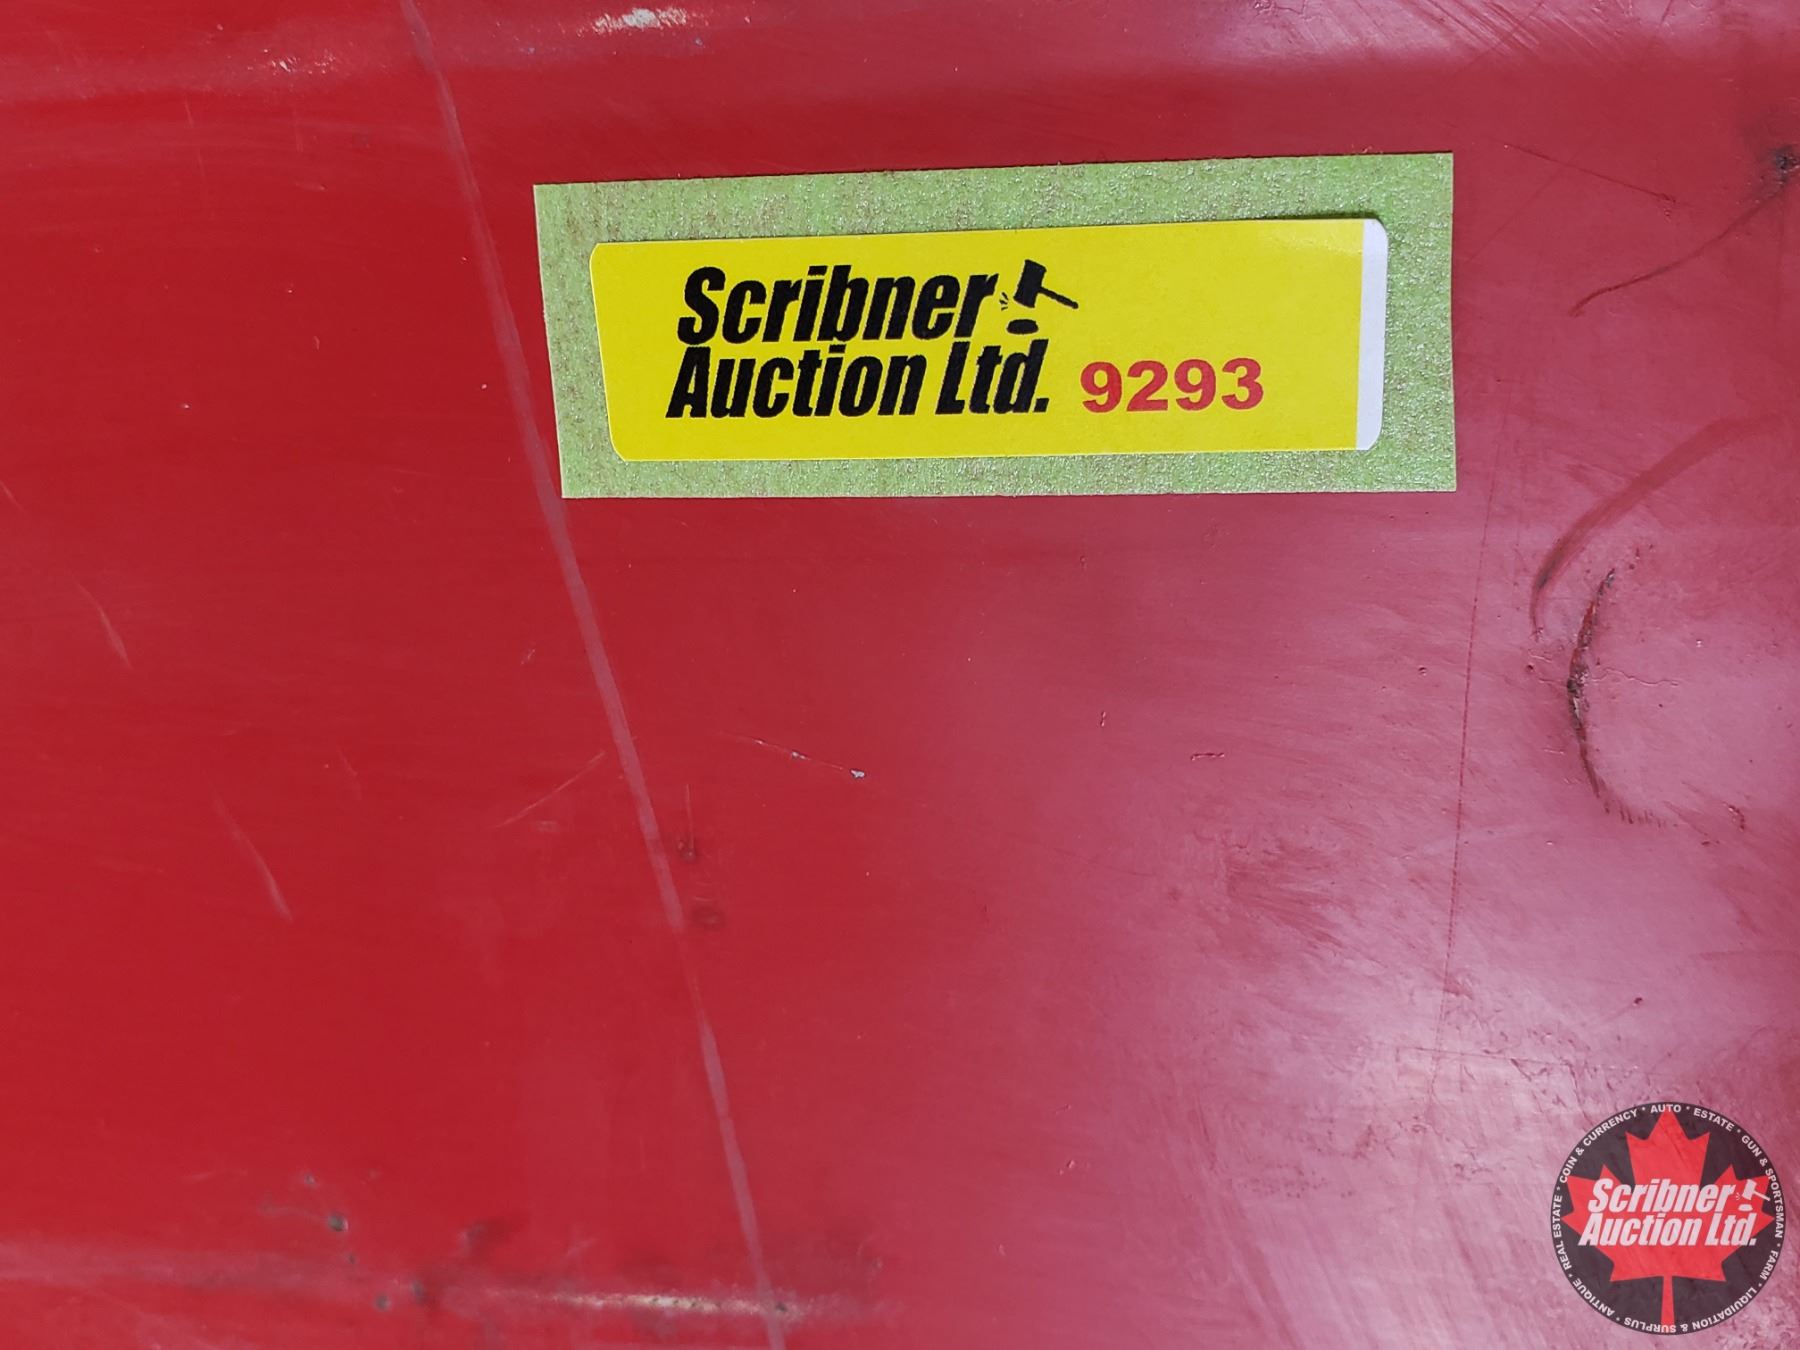 Scribner
Auction Ltd. 9293
COIN & CURRENCY * AUTO * ESTATE * GUN & SPORTSMAN * FARM * LIQUIDATION & SURPLUS * ANTIQUE * REAL ESTATE *
Scribner
Auction Ltd.